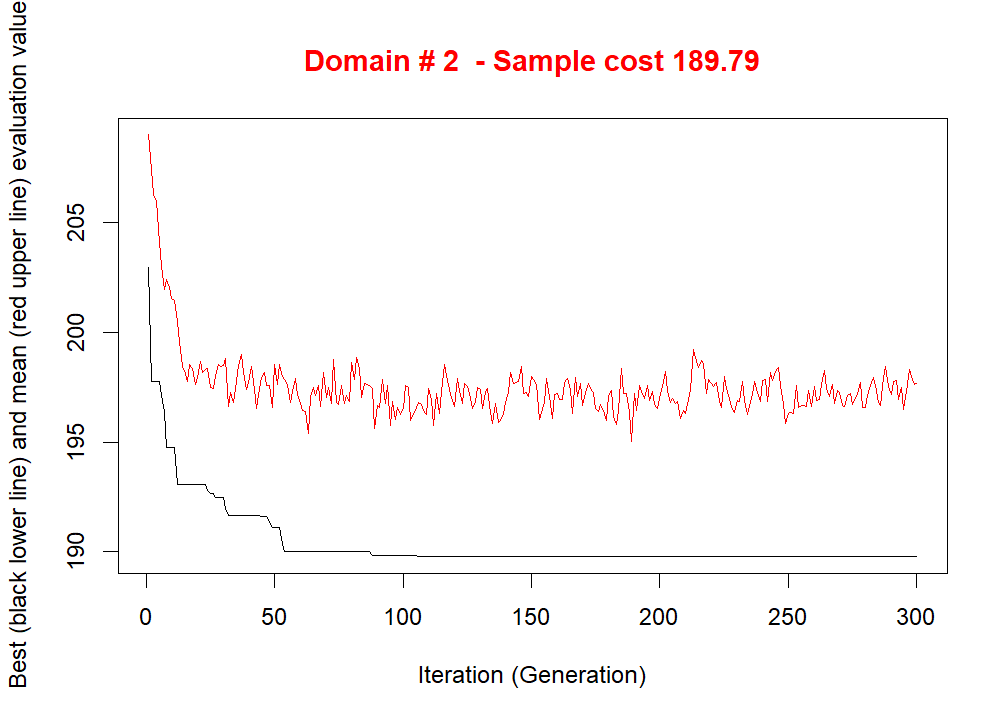 Domain # 2  - Sample cost 189.79
Best (black lower line) and mean (red upper line) evaluation value
205
200
195
190
0 50 100 150 200 250 300
Iteration (Generation)